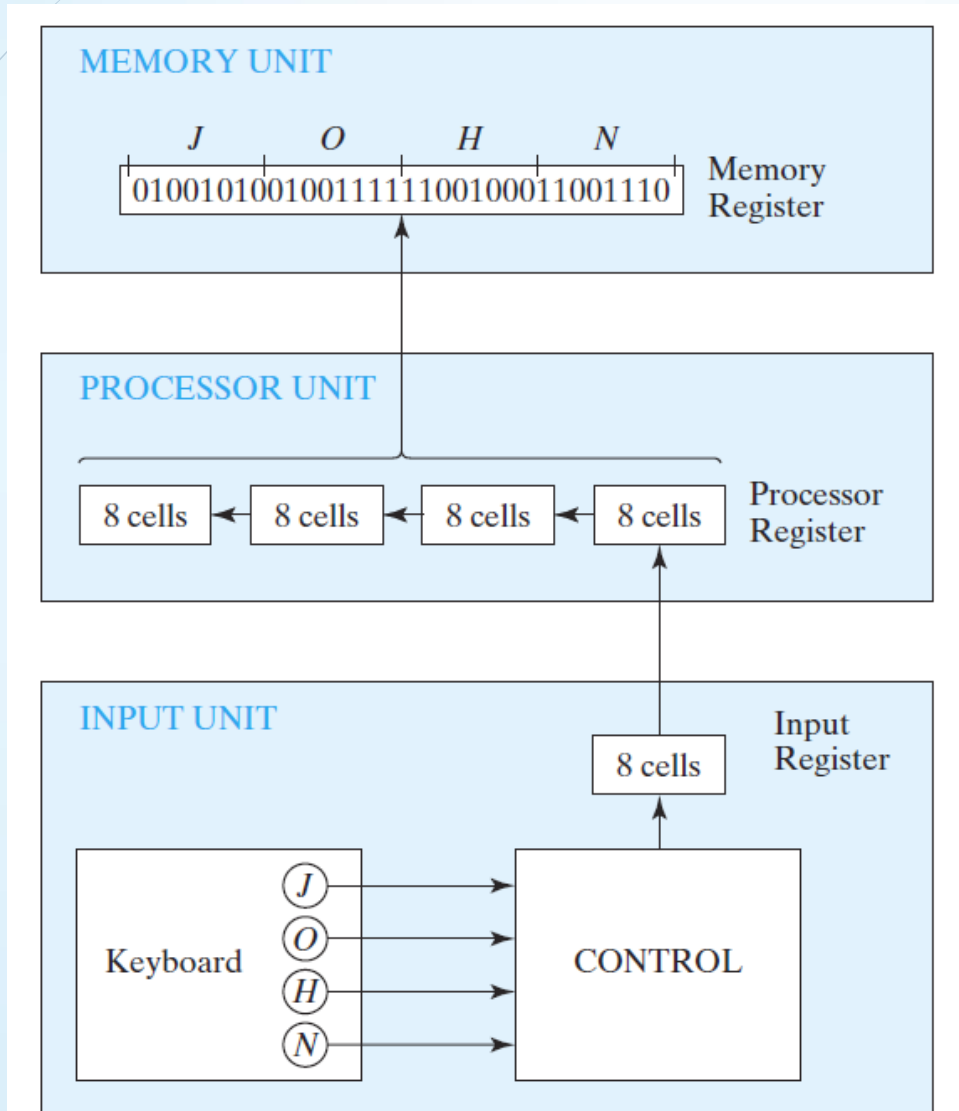 MEMORY UNIT
J O H N
01001010010011111100100011001110
Memory
Register
PROCESSOR UNIT
8 cells 8 cells 8 cells 8 cells
Processor
Register
INPUT UNIT
Input
Register
8 cells
J
O
Keyboard
CONTROL
H
N